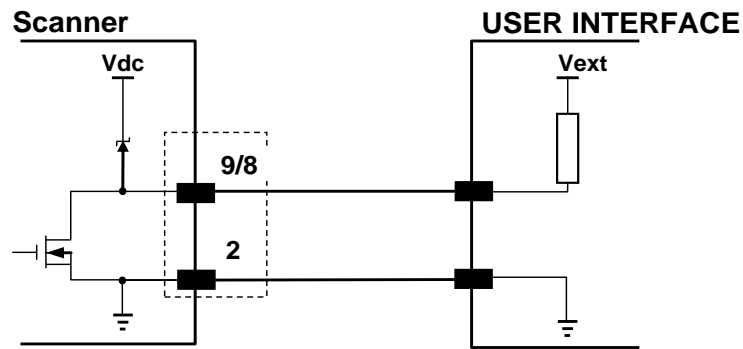 Scanner
USER INTERFACE
Vdc
Vext
9/8
2